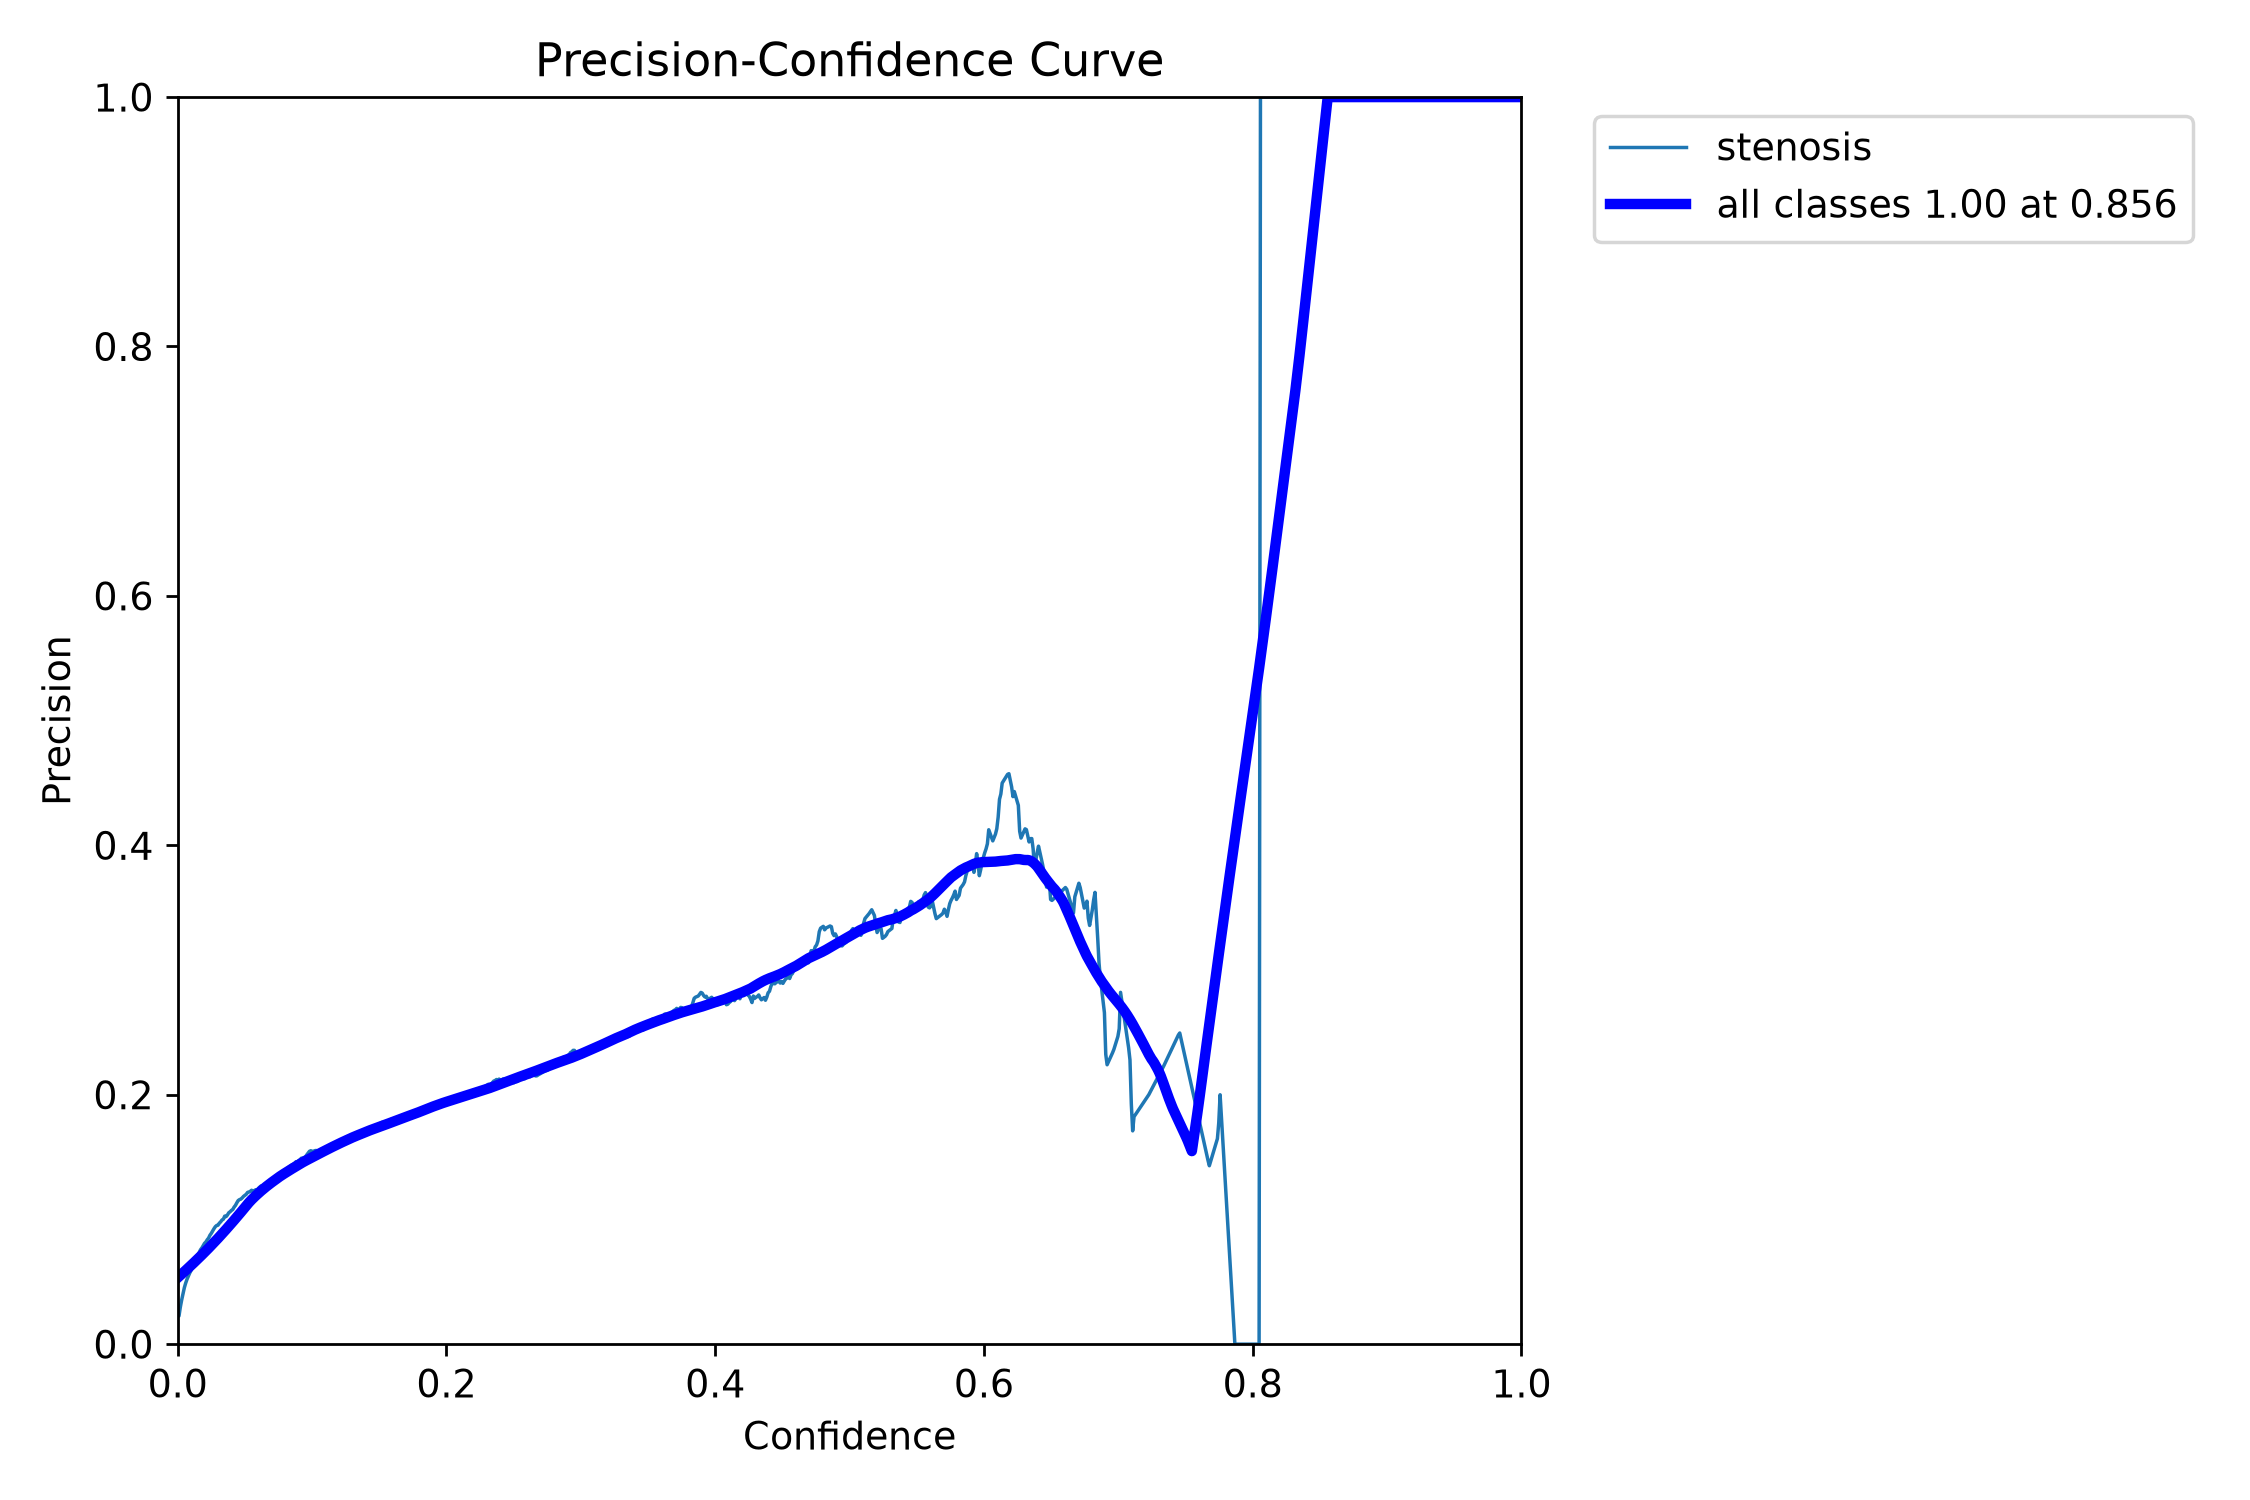 Precision-Confidence Curve
1.0
0.8
0.6
0.4
0.2
0.0
Precision
0.0 0.2 0.4 0.6 0.8 1.0
Confidence
stenosis
all classes 1.00 at 0.856